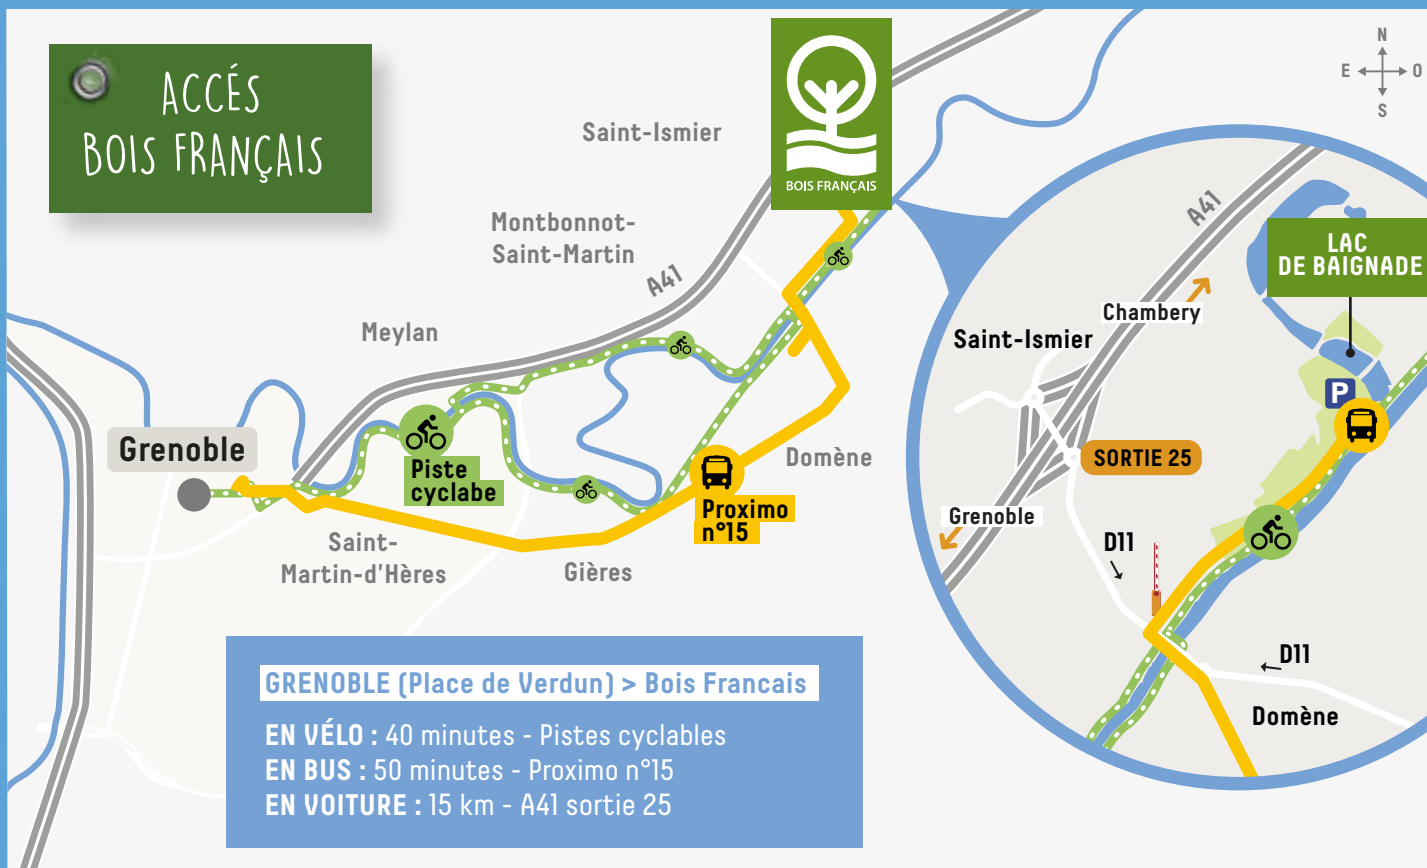 ACCÉS
BOIS FRANÇAIS
BOIS FRANÇAIS
N
E
O
S
Saint-Ismier
Montbonnot-
Saint-Martin
A41
Meylan
Grenoble
Piste
cyclabe
Saint-
Martin-d'Hères
Gières
Domène
Proximo
n°15
A41
LAC
DE BAIGNADE
Chambery
Saint-Ismier
P
SORTIE 25
Grenoble
D11
D11
Domène
GRENOBLE (Place de Verdun) > Bois Francais
EN VÉLO : 40 minutes - Pistes cyclables
EN BUS : 50 minutes - Proximo n°15
EN VOITURE : 15 km - A41 sortie 25